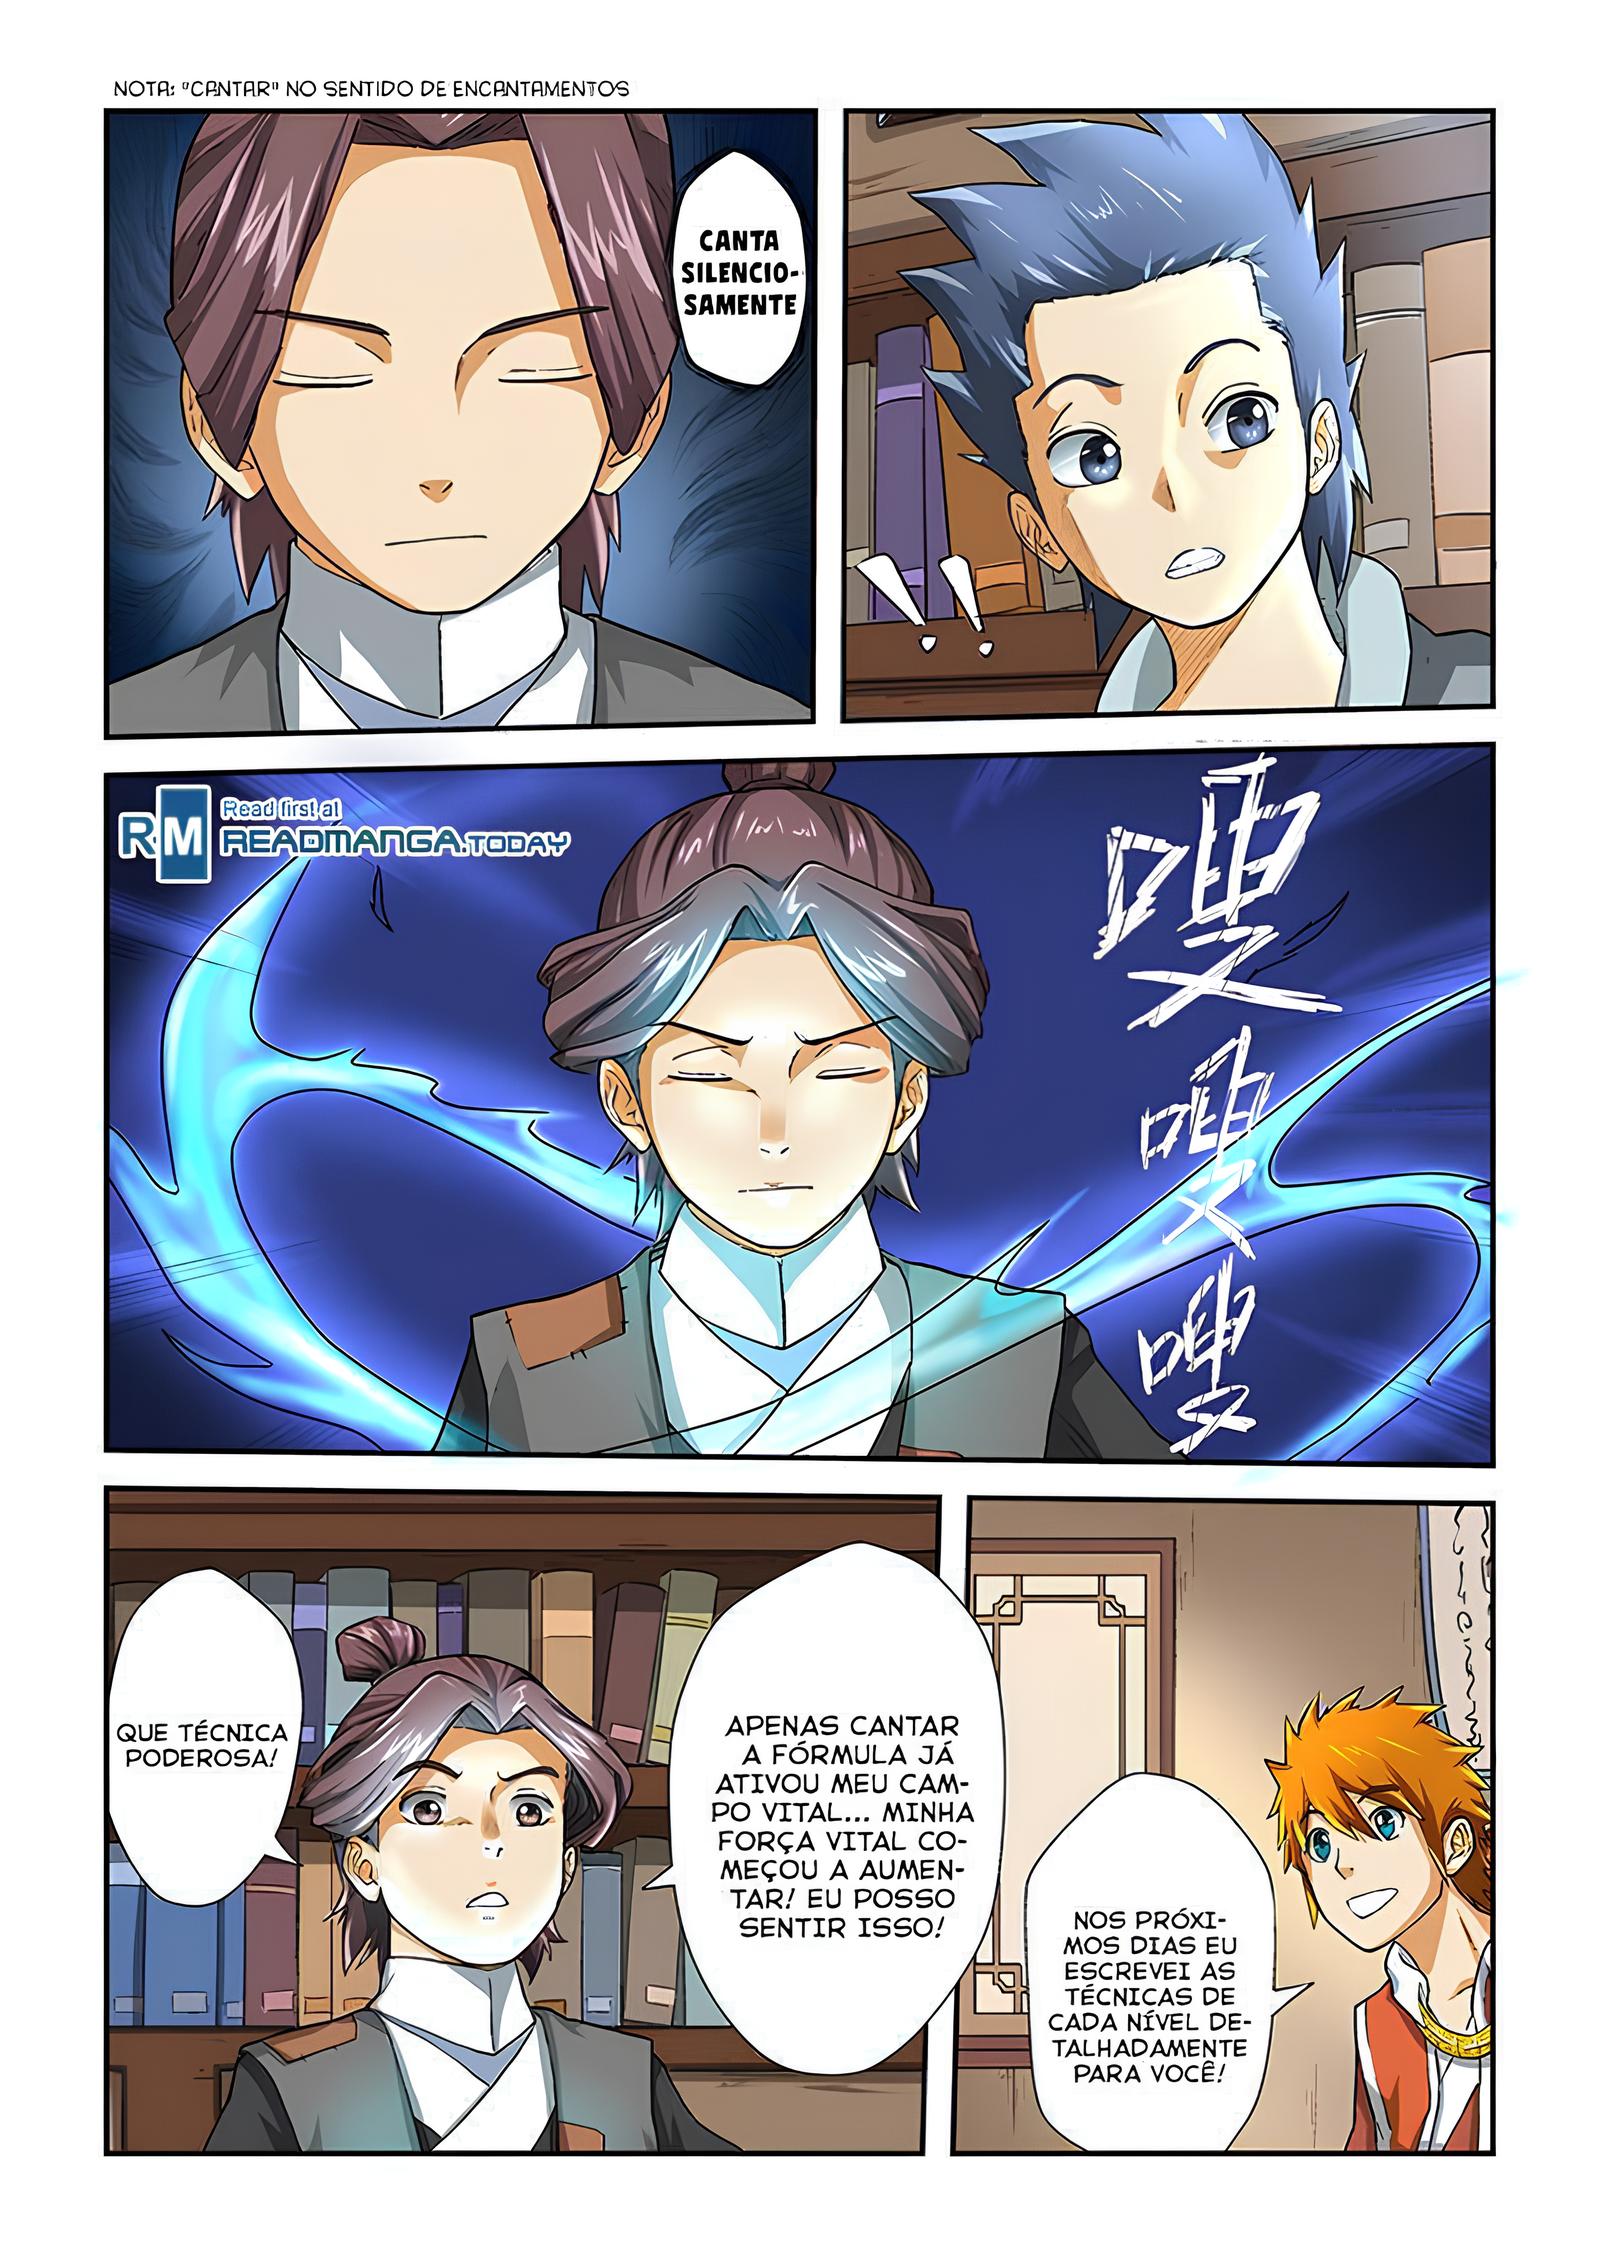 NOTA: "CANTAR" NO SENTIDO DE ENCANTAMENTOS
CANTA
SILENCIO-
SAMENTE
!!
RM
Read first at
READMANGA.TODAY
嗖
嗖
嗖
QUE TÉCNICA
PODEROSA!
APENAS CANTAR
A FÓRMULA JÁ
ATIVOU MEU CAM-
PO VITAL... MINHA
FORÇA VITAL CO-
MEÇOU A AUMEN-
TAR! EU POSSO
SENTIR ISSO!
NOS PRÓXI-
MOS DIAS EU
ESCREVEI AS
TÉCNICAS DE
CADA NÍVEL DE-
TALHADAMENTE
PARA VOCÊ!